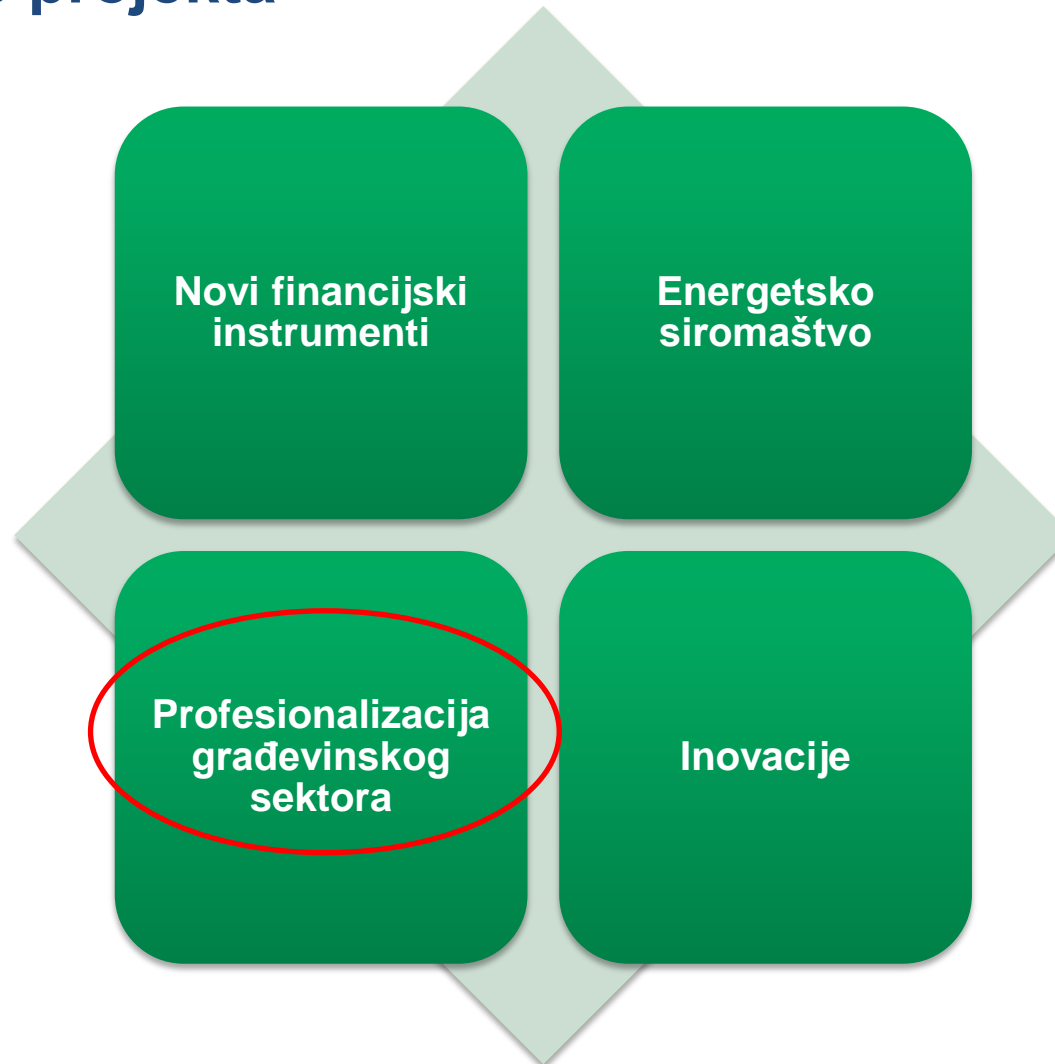 projekta
Novi financijski
instrumenti
Energetsko
siromaštvo
Profesionalizacija
građevinskog
sektora
Inovacije